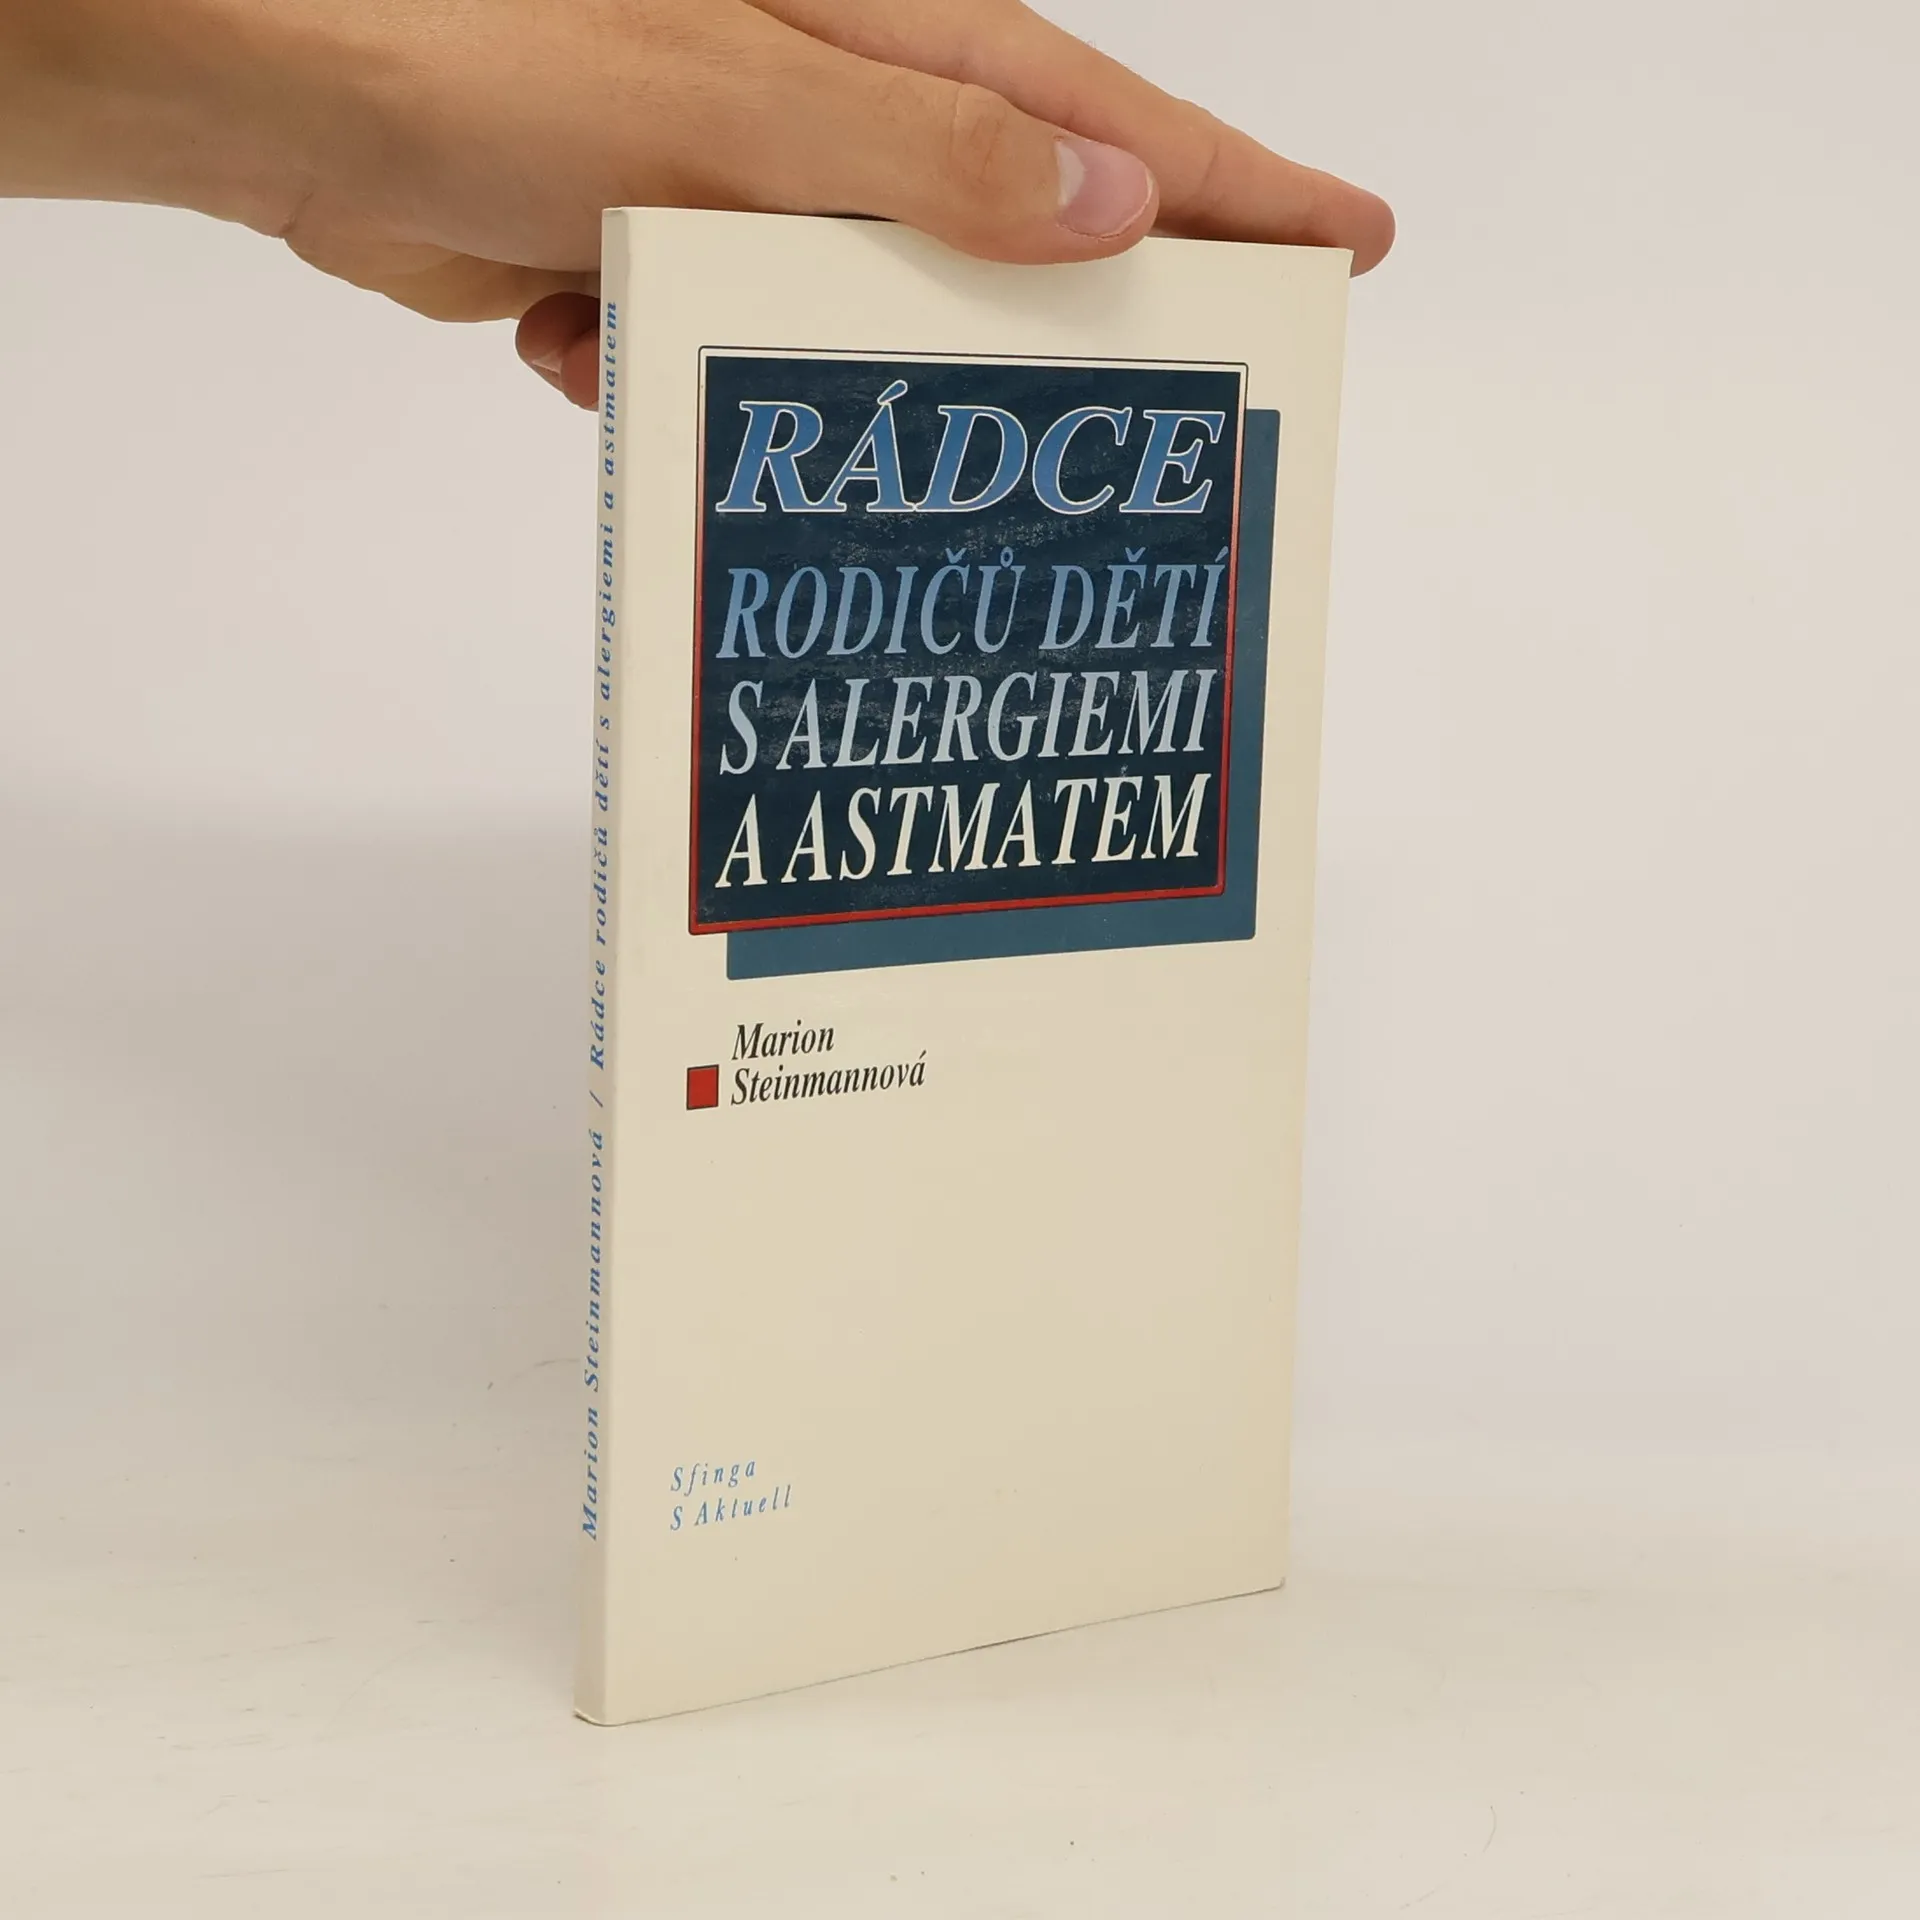 RÁDCE
RODIČŮ DĚTÍ
S ALERGIEMI
A ASTMATEM
Marion
Steinmannová
Sfinga
S Aktuell
Marion Steinmannová / Rádce rodičů dětí s alergiemi a astmatem